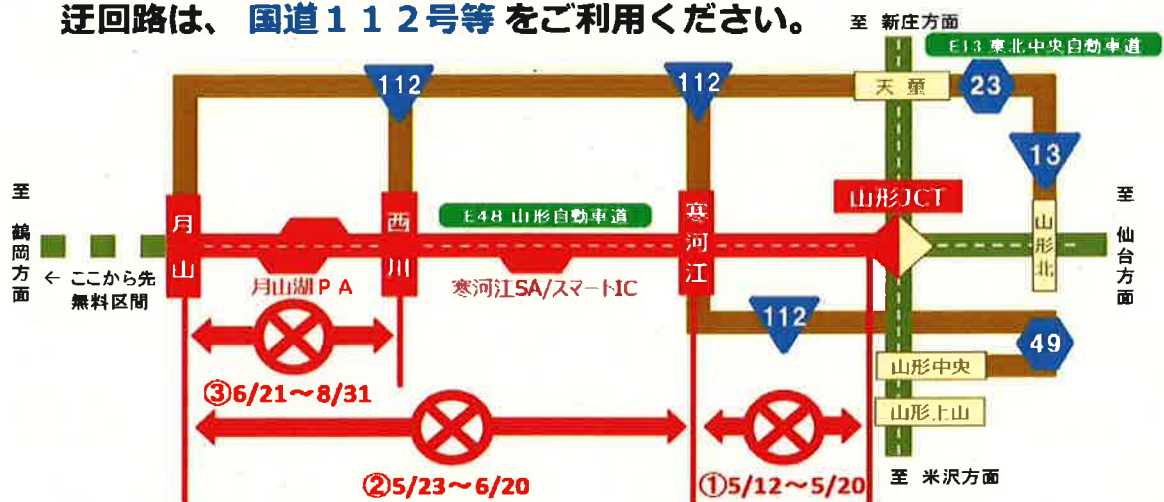 迂回路は、 国道１１２号等 をご利用ください。
至 新庄方面
E13 東北中央自動車道
112
112
天童
23
13
至 鶴岡方面
月山
西川
E48 山形自動車道
寒河江
山形JCT
山形北
至 仙台方面
← ここから先
無料区間
月山湖ＰＡ
寒河江SA/スマートIC
112
49
山形中央
③6/21～8/31
山形上山
②5/23～6/20
①5/12～5/20
至 米沢方面